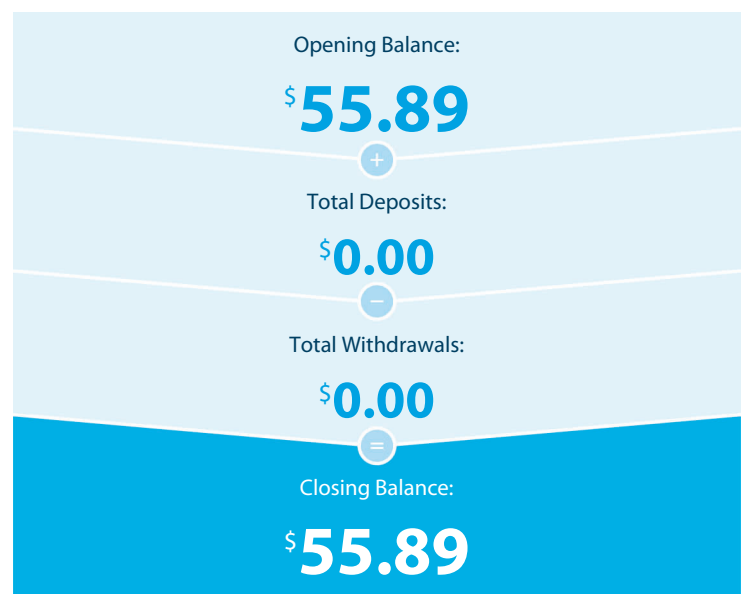 Opening Balance:
$55.89
+
Total Deposits:
$0.00
−
Total Withdrawals:
$0.00
=
Closing Balance:
$55.89